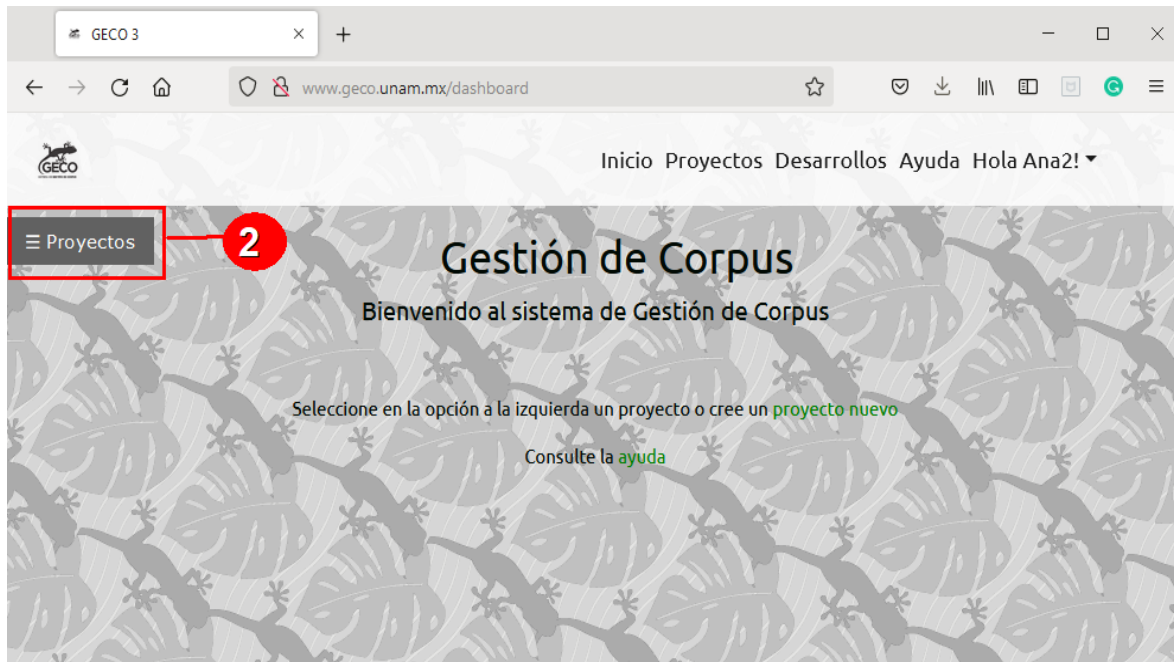 GECO 3
www.geco.unam.mx/dashboard
GECO
Inicio Proyectos Desarrollos Ayuda Hola Ana2!
☰ Proyectos
2
Gestión de Corpus
Bienvenido al sistema de Gestión de Corpus
Seleccione en la opción a la izquierda un proyecto o cree un proyecto nuevo
Consulte la ayuda